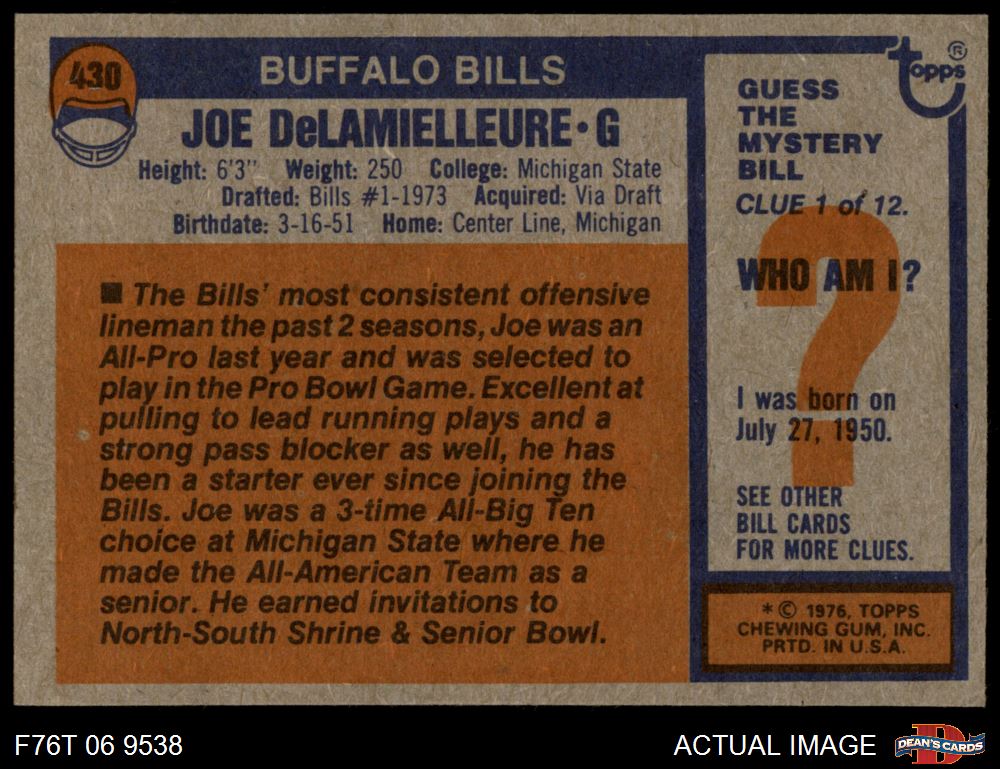 430
BUFFALO BILLS
JOE DeLAMIELLEURE • G
Height: 6'3" Weight: 250 College: Michigan State
Drafted: Bills #1-1973 Acquired: Via Draft
Birthdate: 3-16-51 Home: Center Line, Michigan
■ The Bills' most consistent offensive
lineman the past 2 seasons, Joe was an
All-Pro last year and was selected to
play in the Pro Bowl Game. Excellent at
pulling to lead running plays and a
strong pass blocker as well, he has
been a starter ever since joining the
Bills. Joe was a 3-time All-Big Ten
choice at Michigan State where he
made the All-American Team as a
senior. He earned invitations to
North-South Shrine & Senior Bowl.
topps ®
GUESS
THE
MYSTERY
BILL
CLUE 1 of 12.
WHO AM I?
?
I was born on
July 27, 1950.
SEE OTHER
BILL CARDS
FOR MORE CLUES.
* © 1976, TOPPS
CHEWING GUM, INC.
PRTD. IN U.S.A.
F76T 06 9538
ACTUAL IMAGE
D
DEAN'S CARDS